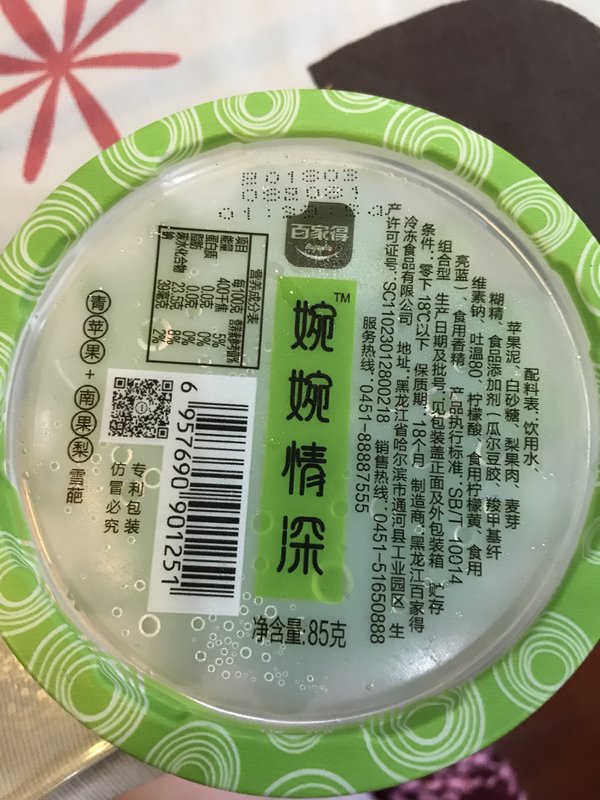 百家得
婉婉情深™
净含量:85克
青苹果+南果梨 雪葩
专利包装
仿冒必究
6 957690 901251
营养成分表
项目 每100克 营养素参考值%
能量 400千焦 5%
蛋白质 0克 0%
脂肪 0克 0%
碳水化合物 23.5克 8%
钠 39毫克 2%
配料表:饮用水、
苹果泥、白砂糖、梨果肉、麦芽
糊精、食品添加剂(瓜尔豆胶、羧甲基纤
维素钠、吐温80、柠檬酸、食用柠檬黄、食用
亮蓝)、食用香精 产品执行标准:SB/T 10014
组合型 生产日期及批号:见包装盖正面及外包装箱 贮存
条件:零下18℃以下 保质期:18个月 制造商:黑龙江百家得
冷冻食品有限公司 地址:黑龙江省哈尔滨市通河县工业园区 生
产许可证号:SC11023012800218 销售热线:0451-51650888
服务热线:0451-88887555